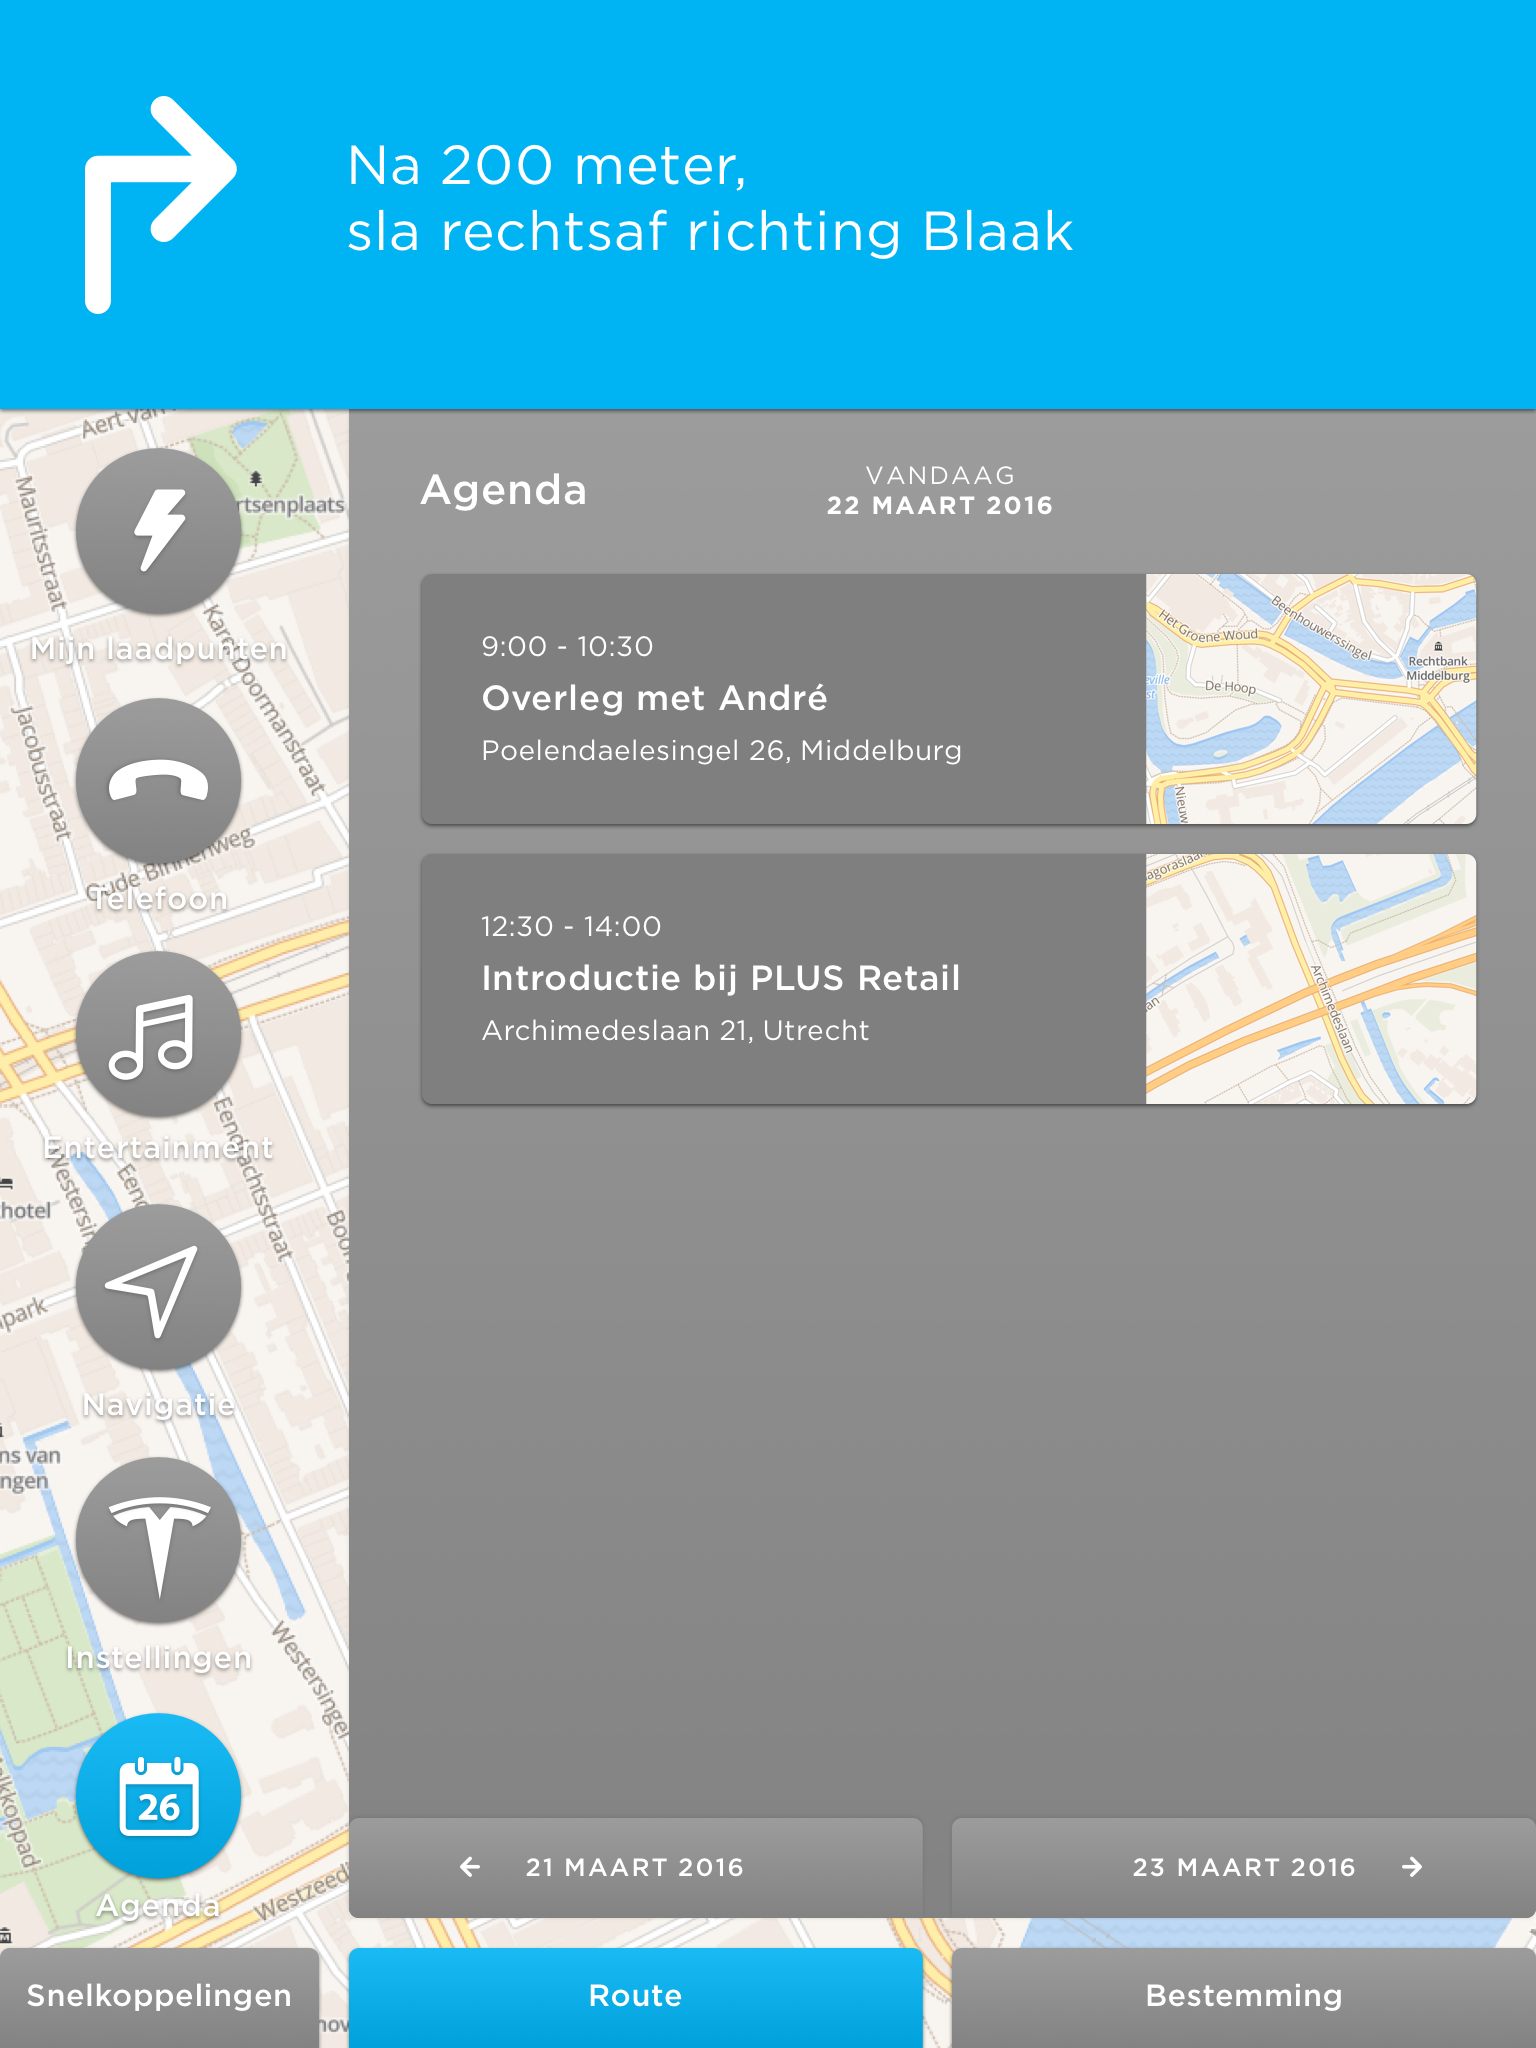 Na 200 meter,
sla rechtsaf richting Blaak
Agenda
VANDAAG
22 MAART 2016
9:00 - 10:30
Overleg met André
Poelendaelesingel 26, Middelburg
Het Groene Woud
Beenhouwerssingel
Rechtbank
Middelburg
De Hoop
Nieuw
12:30 - 14:00
Introductie bij PLUS Retail
Archimedeslaan 21, Utrecht
Archimedeslaan
21 MAART 2016
23 MAART 2016
Aert van
rtsenplaats
Mauritsstraat
Mijn laadpunten
Karel Doormanstraat
Jacobusstraat
Oude Binnenweg
Telefoon
Entertainment
Eendrachtsstraat
hotel
park
Navigatie
ns van
ngen
Instellingen
Westersingel
26
Agenda
Westzeed
Snelkoppelingen
Route
Bestemming